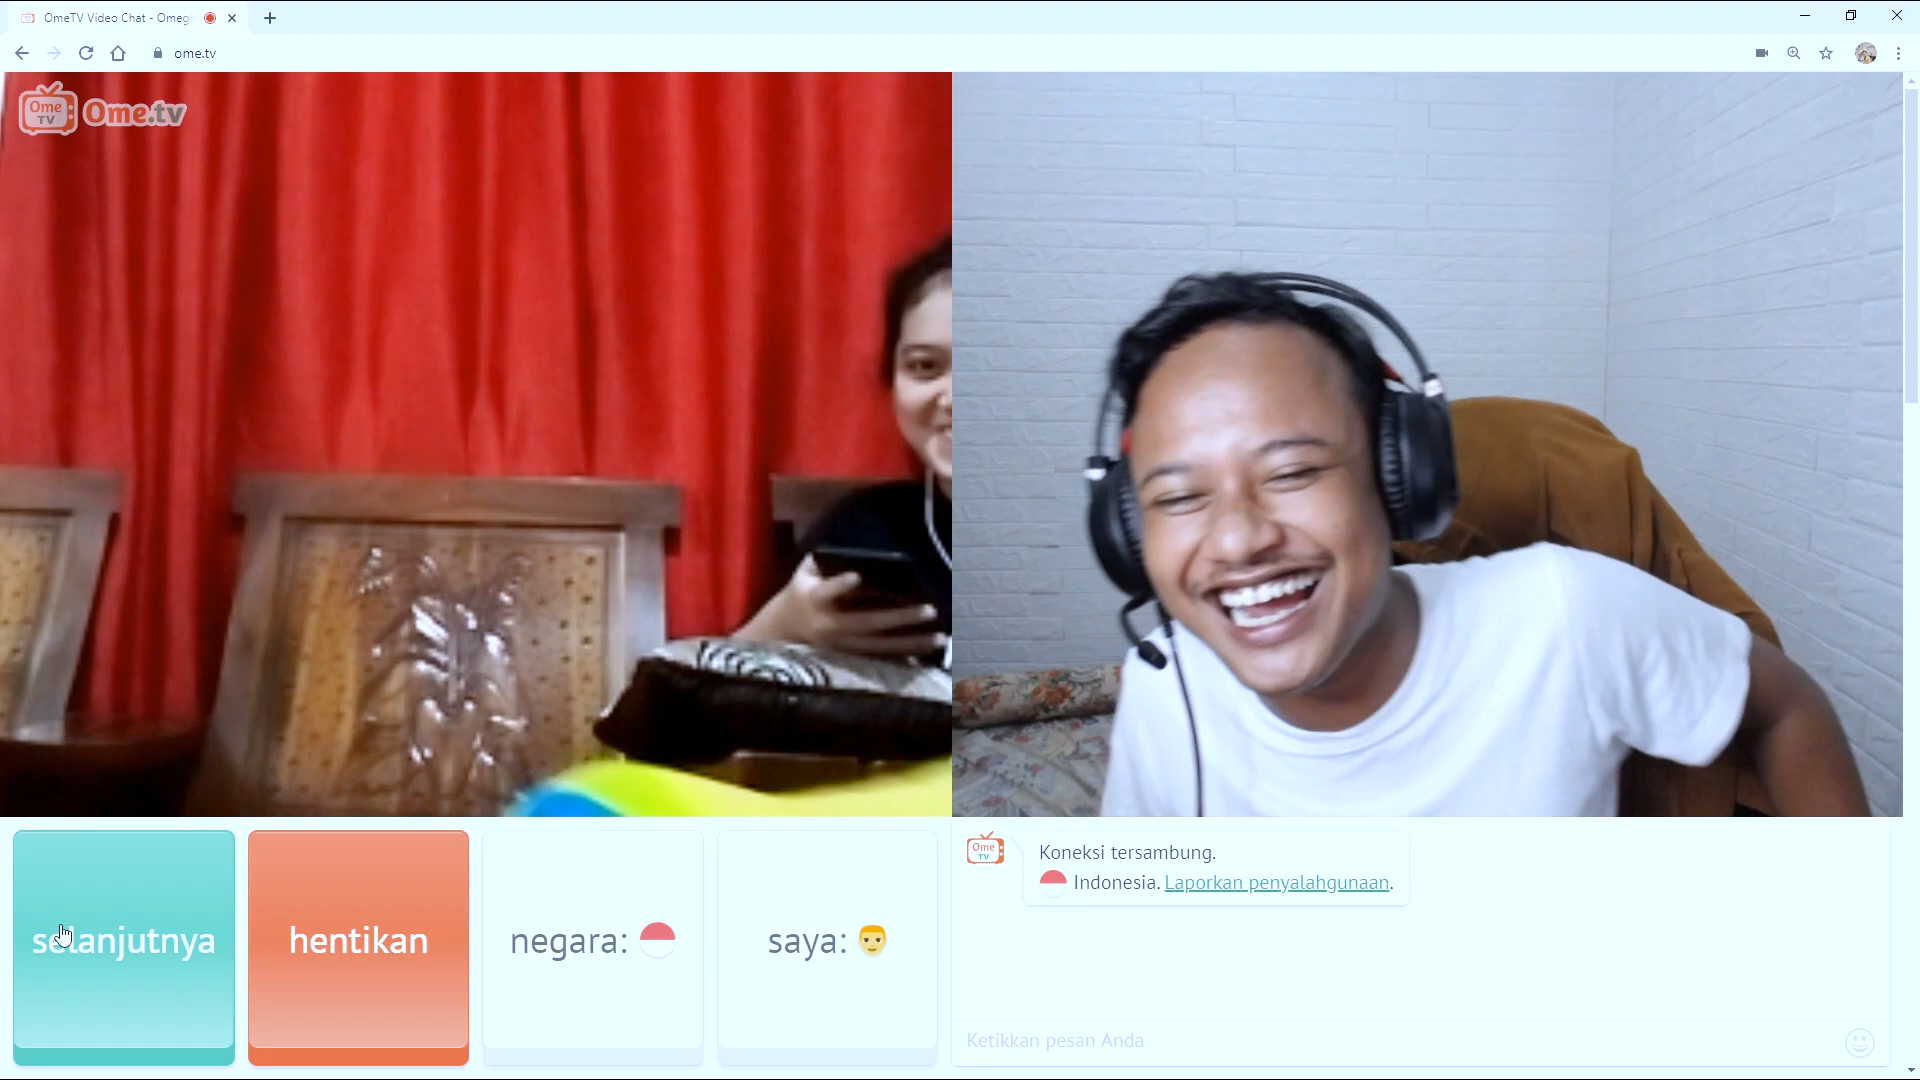 OmeTV Video Chat - Omeg
ome.tv
Ome TV Ome.tv
selanjutnya
hentikan
negara:
saya:
Ome TV
Koneksi tersambung.
Indonesia. Laporkan penyalahgunaan.
Ketikkan pesan Anda